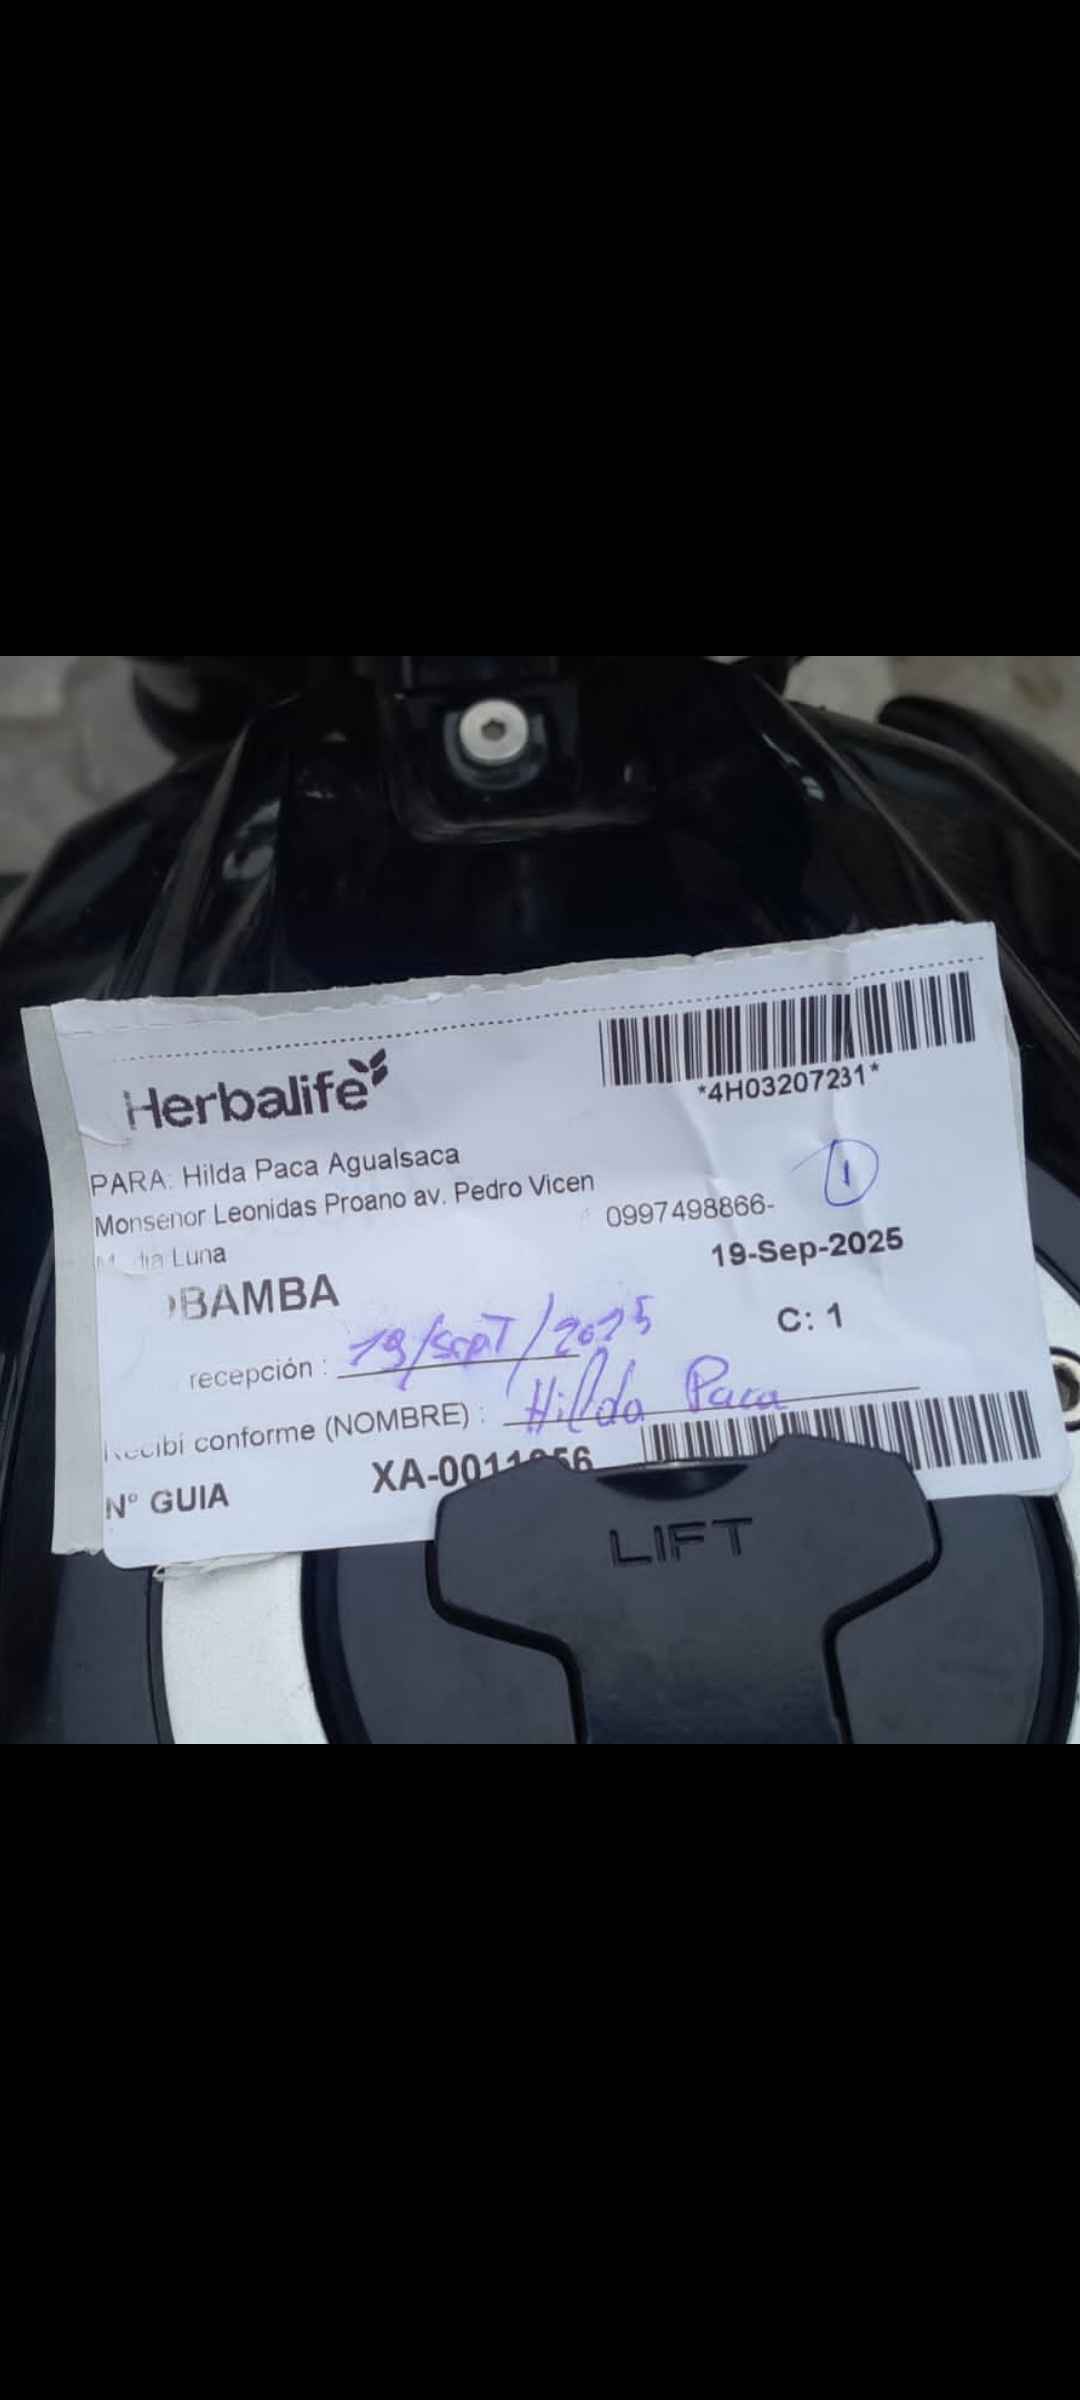 Herbalife
*4H03207231*
PARA: Hilda Paca Agualsaca
Monsenor Leonidas Proano av. Pedro Vicen
0997498866-
1
Luna
19-Sep-2025
BAMBA
C: 1
recepción : 19/sept/2025
Recibí conforme (NOMBRE) : Hilda Paca
N° GUIA
LIFT